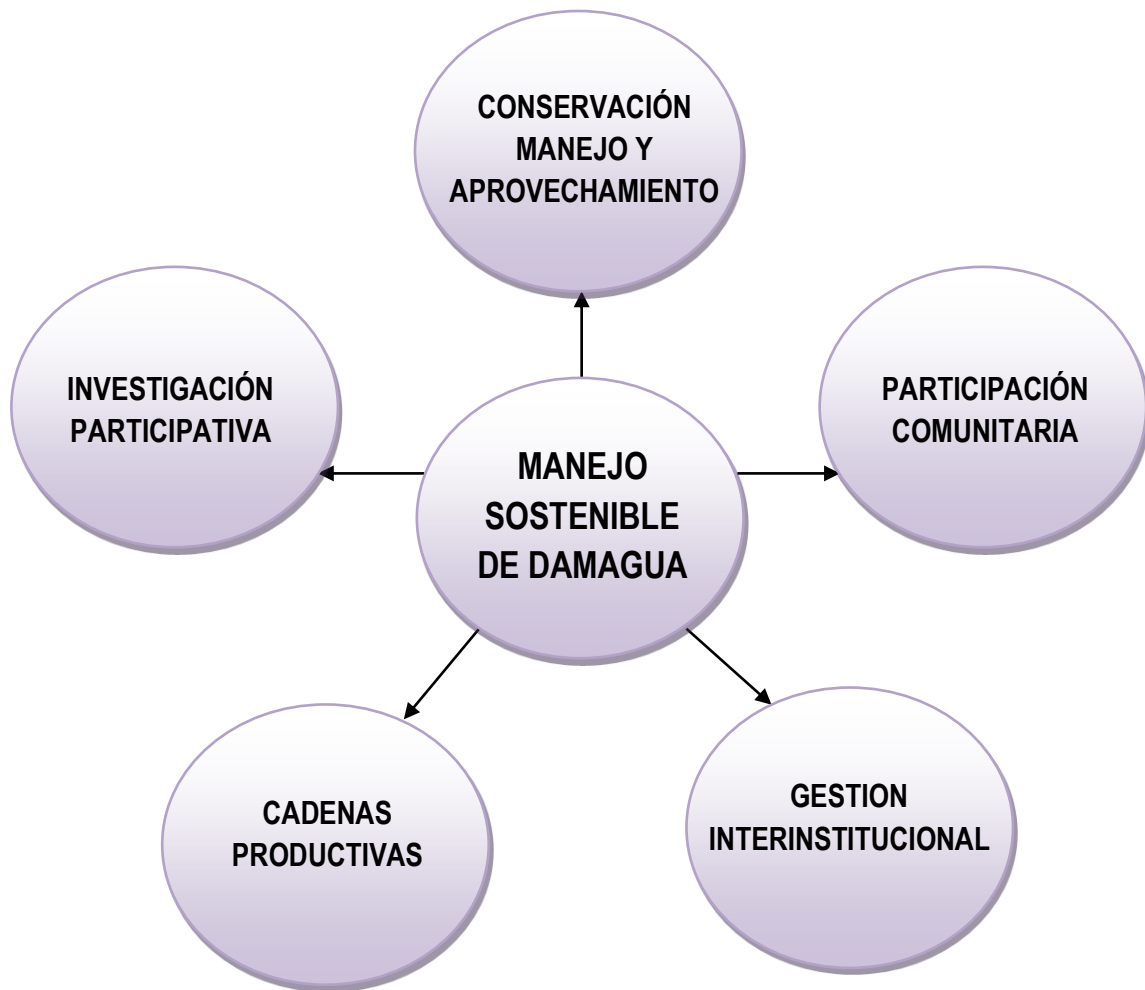 CONSERVACIÓN
MANEJO Y
APROVECHAMIENTO
INVESTIGACIÓN
PARTICIPATIVA
PARTICIPACIÓN
COMUNITARIA
MANEJO
SOSTENIBLE
DE DAMAGUA
CADENAS
PRODUCTIVAS
GESTION
INTERINSTITUCIONAL